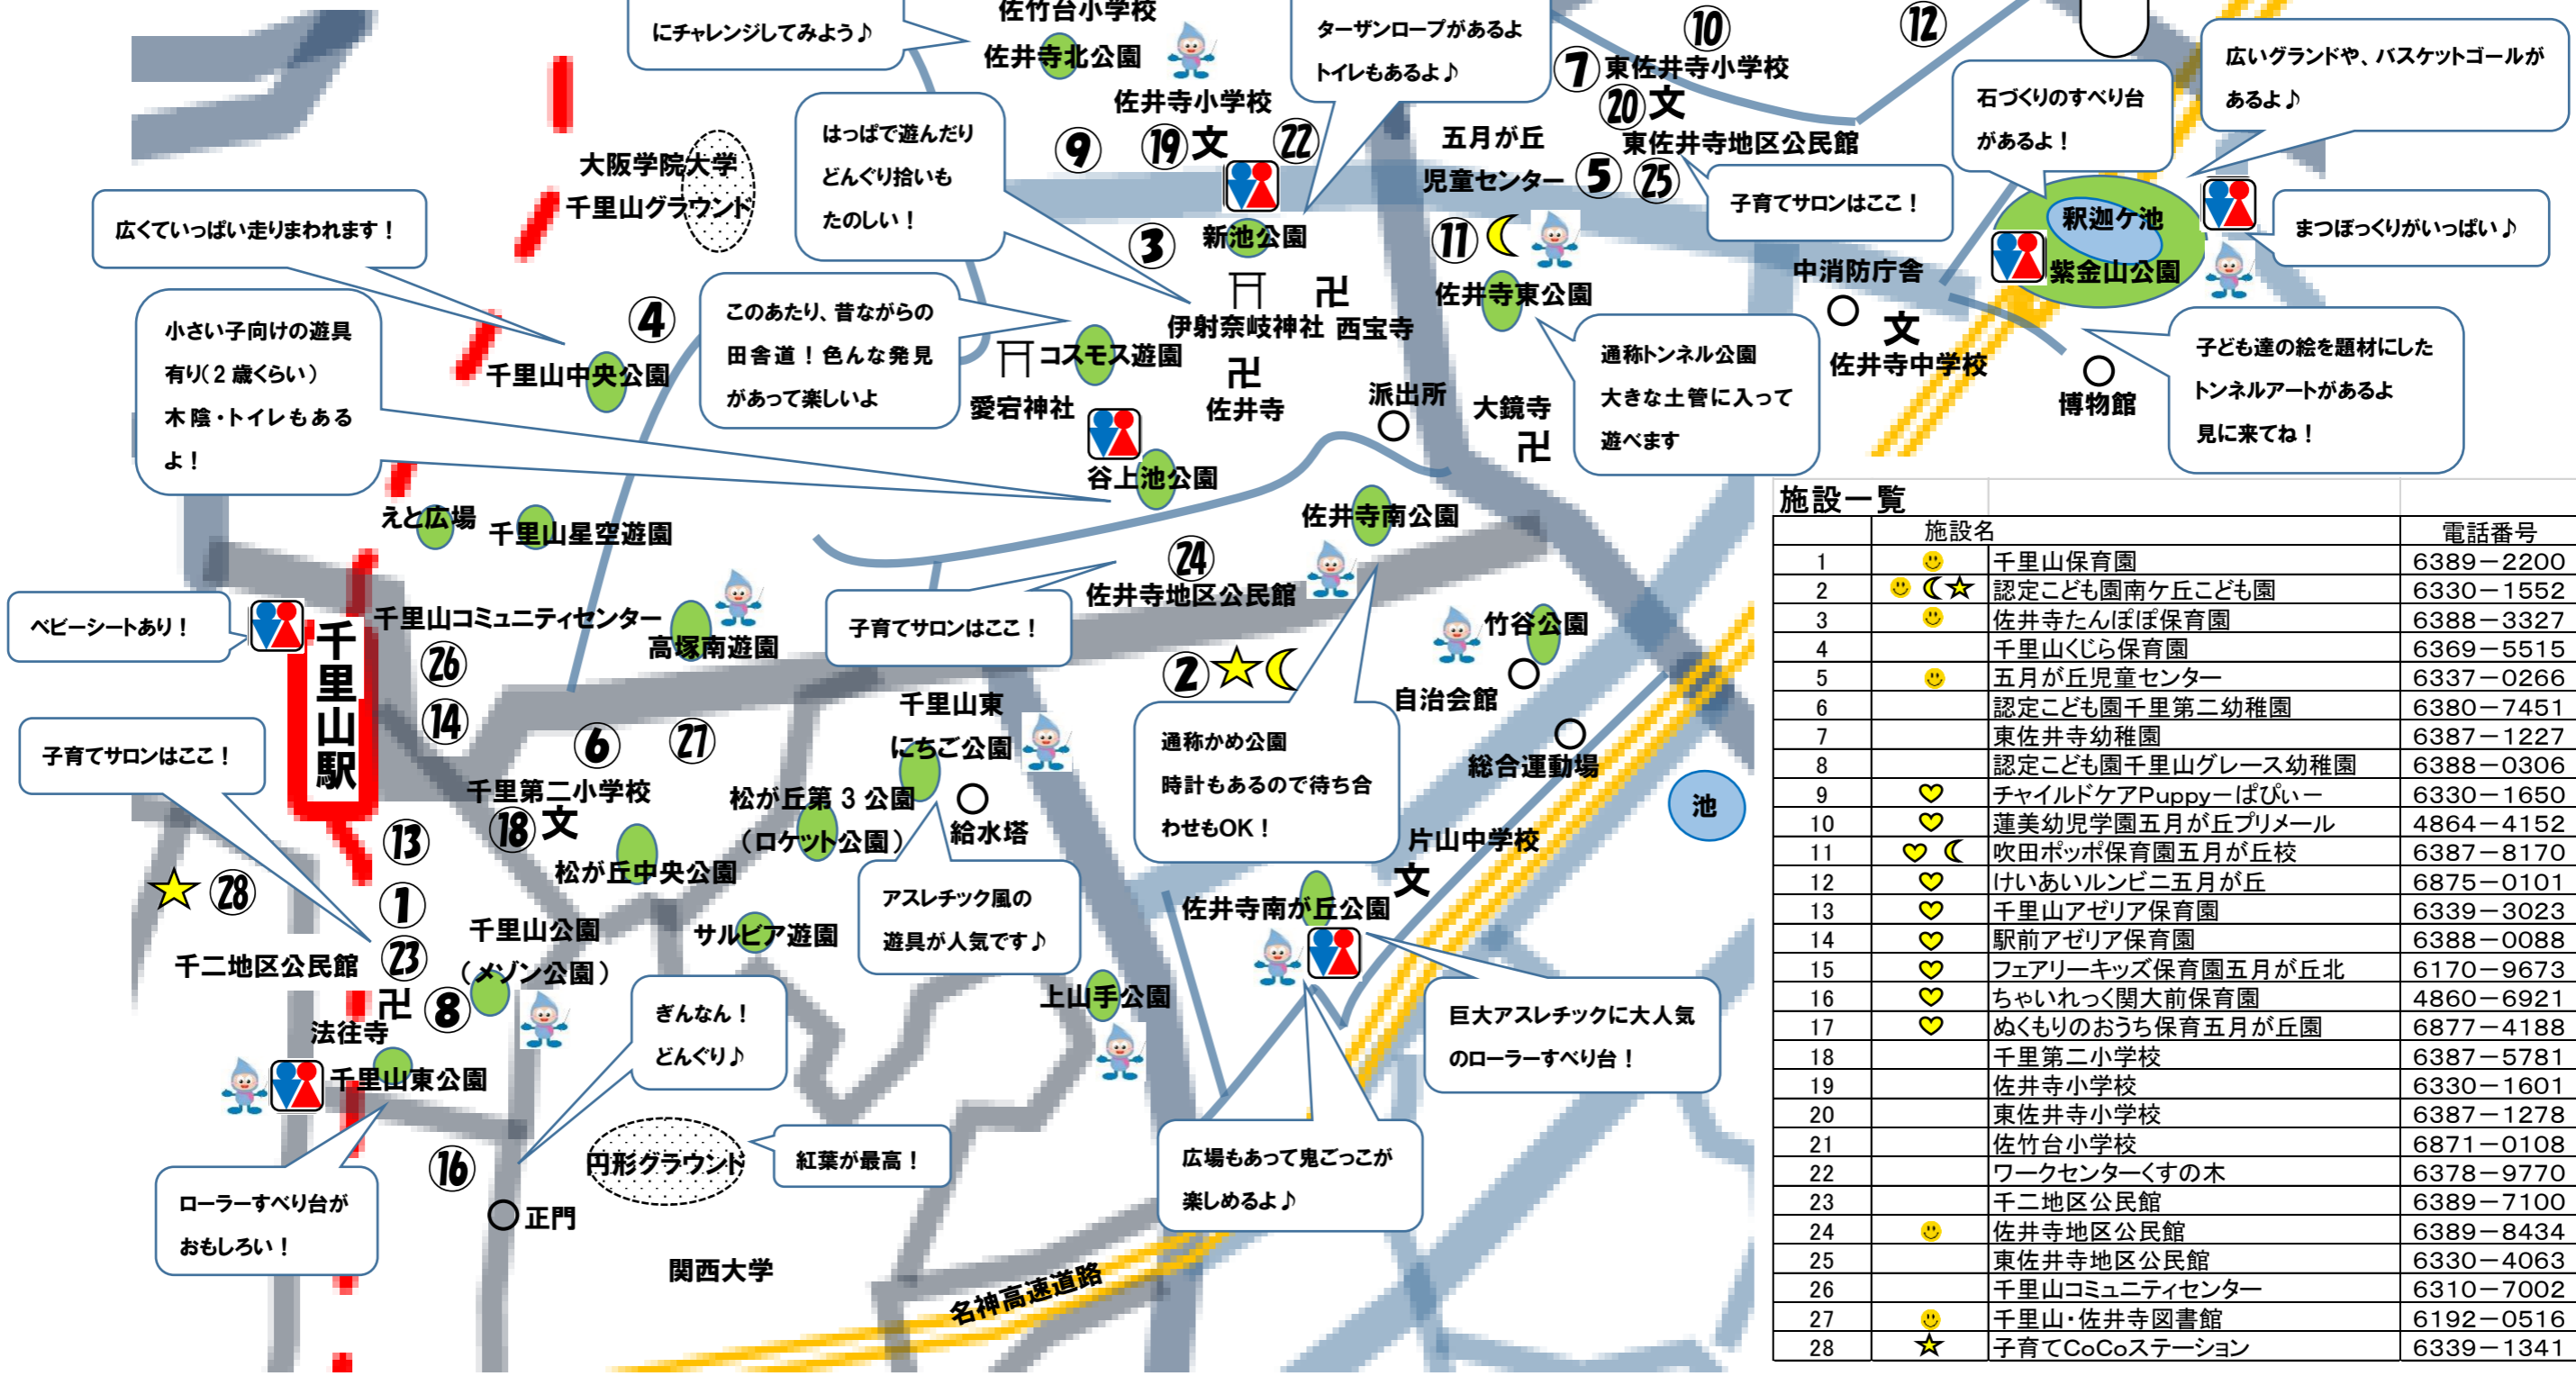 にチャレンジしてみよう♪
佐竹台小学校
佐井寺北公園
佐井寺小学校
⑨
⑲文
㉒
ターザンロープがあるよ
トイレもあるよ♪
⑩
⑫
⑦
東佐井寺小学校
⑳文
東佐井寺地区公民館
五月が丘
児童センター
⑤
㉕
子育てサロンはここ！
石づくりのすべり台
があるよ！
広いグランドや、バスケットゴールが
あるよ♪
釈迦ケ池
紫金山公園
まつぼっくりがいっぱい♪
大阪学院大学
千里山グラウンド
はっぱで遊んだり
どんぐり拾いも
たのしい！
広くていっぱい走りまわれます！
③
新池公園
⑪
佐井寺東公園
中消防庁舎
文
佐井寺中学校
博物館
子ども達の絵を題材にした
トンネルアートがあるよ
見に来てね！
小さい子向けの遊具
有り（2歳くらい）
木陰・トイレもある
よ！
④
千里山中央公園
このあたり、昔ながらの
田舎道！色んな発見
があって楽しいよ
コスモス遊園
愛宕神社
伊射奈岐神社
卍
西宝寺
卍
佐井寺
派出所
大鏡寺
卍
通称トンネル公園
大きな土管に入って
遊べます
谷上池公園
えと広場
千里山星空遊園
佐井寺南公園
㉔
佐井寺地区公民館
ベビーシートあり！
千里山駅
千里山コミュニティセンター
㉖
高塚南遊園
子育てサロンはここ！
②
竹谷公園
自治会館
総合運動場
池
⑭
子育てサロンはここ！
⑥
㉗
千里山東
にちご公園
給水塔
通称かめ公園
時計もあるので待ち合
わせもOK！
千里第二小学校
⑱文
松が丘第3公園
（ロケット公園）
松が丘中央公園
片山中学校
文
⑬
㉘
①
アスレチック風の
遊具が人気です♪
佐井寺南が丘公園
千二地区公民館
㉓
千里山公園
（メゾン公園）
サルビア遊園
卍
法往寺
⑧
ぎんなん！
どんぐり♪
上山手公園
巨大アスレチックに大人気
のローラーすべり台！
千里山東公園
⑯
円形グラウンド
紅葉が最高！
広場もあって鬼ごっこが
楽しめるよ♪
ローラーすべり台が
おもしろい！
正門
関西大学
名神高速道路
施設一覧
施設名 電話番号
1 千里山保育園 6389－2200
2 認定こども園南ケ丘こども園 6330－1552
3 佐井寺たんぽぽ保育園 6388－3327
4 千里山くじら保育園 6369－5515
5 五月が丘児童センター 6337－0266
6 認定こども園千里第二幼稚園 6380－7451
7 東佐井寺幼稚園 6387－1227
8 認定こども園千里山グレース幼稚園 6388－0306
9 チャイルドケアPuppy－ぱぴぃ－ 6330－1650
10 蓮美幼児学園五月が丘プリメール 4864－4152
11 吹田ポッポ保育園五月が丘校 6387－8170
12 けいあいルンビニ五月が丘 6875－0101
13 千里山アゼリア保育園 6339－3023
14 駅前アゼリア保育園 6388－0088
15 フェアリーキッズ保育園五月が丘北 6170－9673
16 ちゃいれっく関大前保育園 4860－6921
17 ぬくもりのおうち保育五月が丘園 6877－4188
18 千里第二小学校 6387－5781
19 佐井寺小学校 6330－1601
20 東佐井寺小学校 6387－1278
21 佐竹台小学校 6871－0108
22 ワークセンターくすの木 6378－9770
23 千二地区公民館 6389－7100
24 佐井寺地区公民館 6389－8434
25 東佐井寺地区公民館 6330－4063
26 千里山コミュニティセンター 6310－7002
27 千里山・佐井寺図書館 6192－0516
28 子育てCoCoステーション 6339－1341